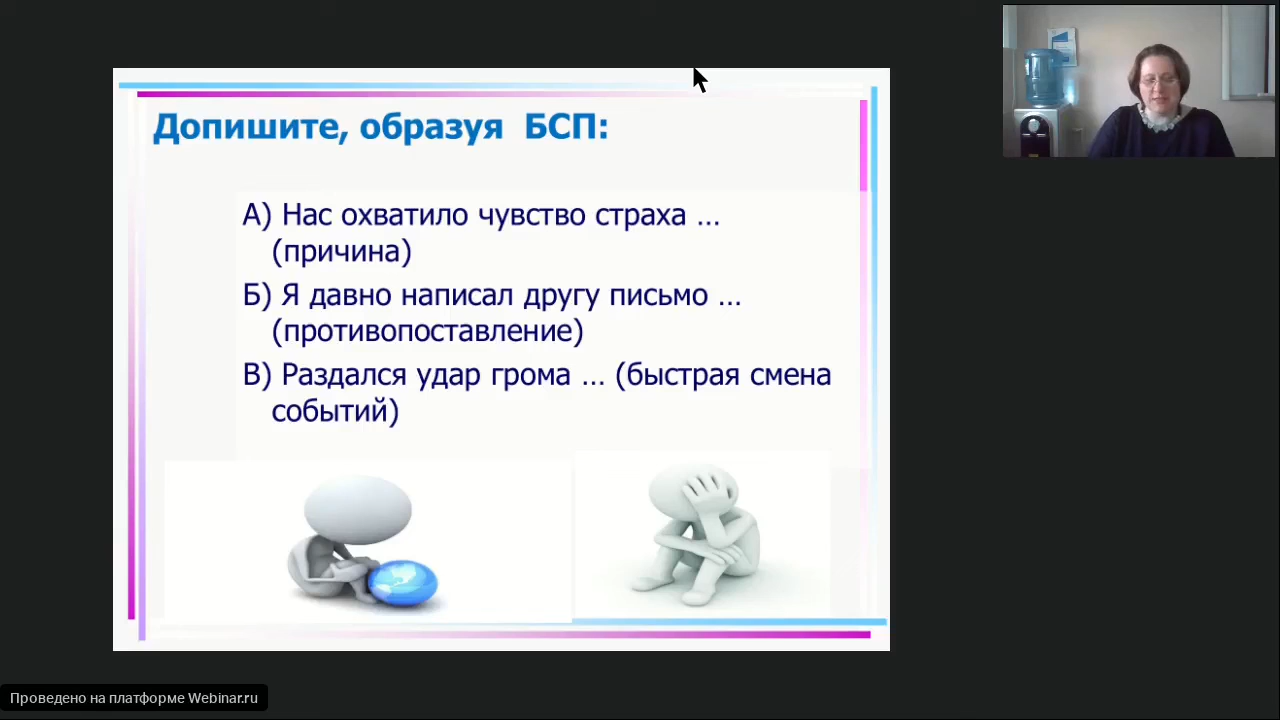 Допишите, образуя БСП:
А) Нас охватило чувство страха …
(причина)
Б) Я давно написал другу письмо …
(противопоставление)
В) Раздался удар грома … (быстрая смена
событий)
Проведено на платформе Webinar.ru